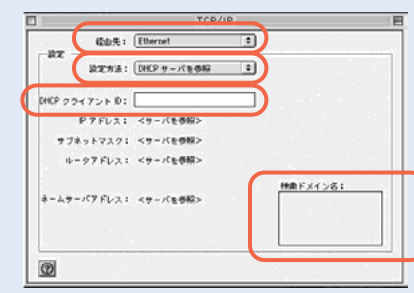 TCP/IP
経由先： Ethernet
設定
設定方法： DHCP サーバを参照
DHCP クライアント ID：
IP アドレス： <サーバを参照>
サブネットマスク： <サーバを参照>
ルータアドレス： <サーバを参照>
検索ドメイン名：
ネームサーバアドレス： <サーバを参照>
?